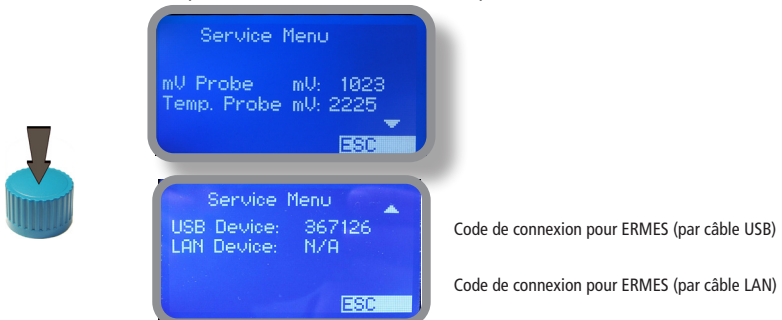 Service Menu
mV Probe mV: 1023
Temp. Probe mV: 2225
ESC
Service Menu
USB Device: 367126
LAN Device: N/A
ESC
Code de connexion pour ERMES (par câble USB)
Code de connexion pour ERMES (par câble LAN)